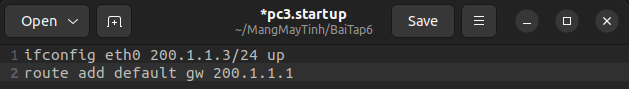 Open
*pc3.startup
~/MangMayTinh/BaiTap6
Save
1 ifconfig eth0 200.1.1.3/24 up
2 route add default gw 200.1.1.1